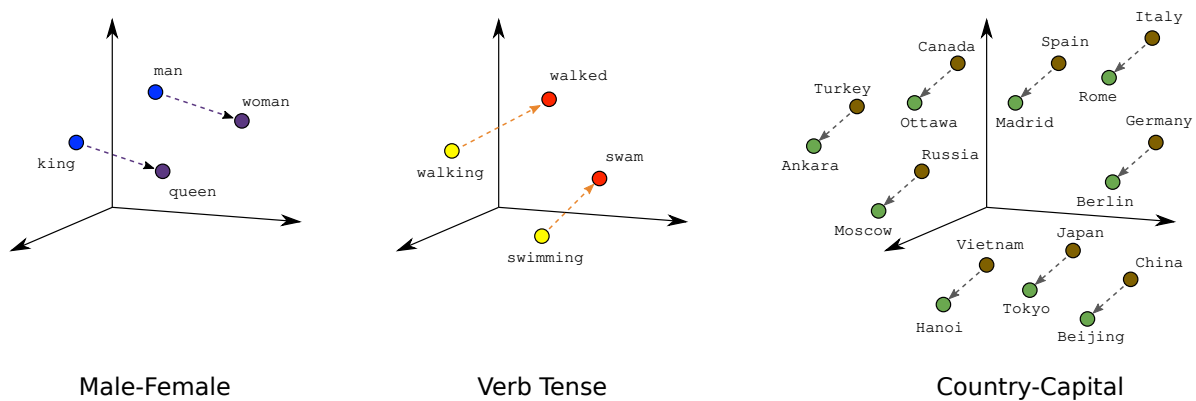 man
woman
king
queen
Male-Female
walked
walking
swam
swimming
Verb Tense
Italy
Canada
Spain
Rome
Turkey
Ottawa
Madrid
Germany
Ankara
Russia
Berlin
Moscow
Vietnam
Japan
China
Tokyo
Hanoi
Beijing
Country-Capital